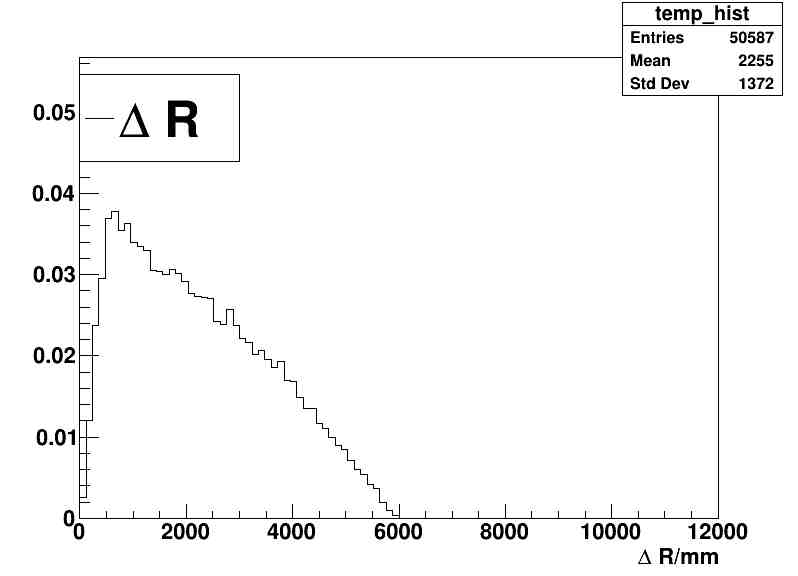 temp_hist
Entries 50587
Mean 2255
Std Dev 1372
Δ R
0.05
0.04
0.03
0.02
0.01
0
0 2000 4000 6000 8000 10000 12000
Δ R/mm